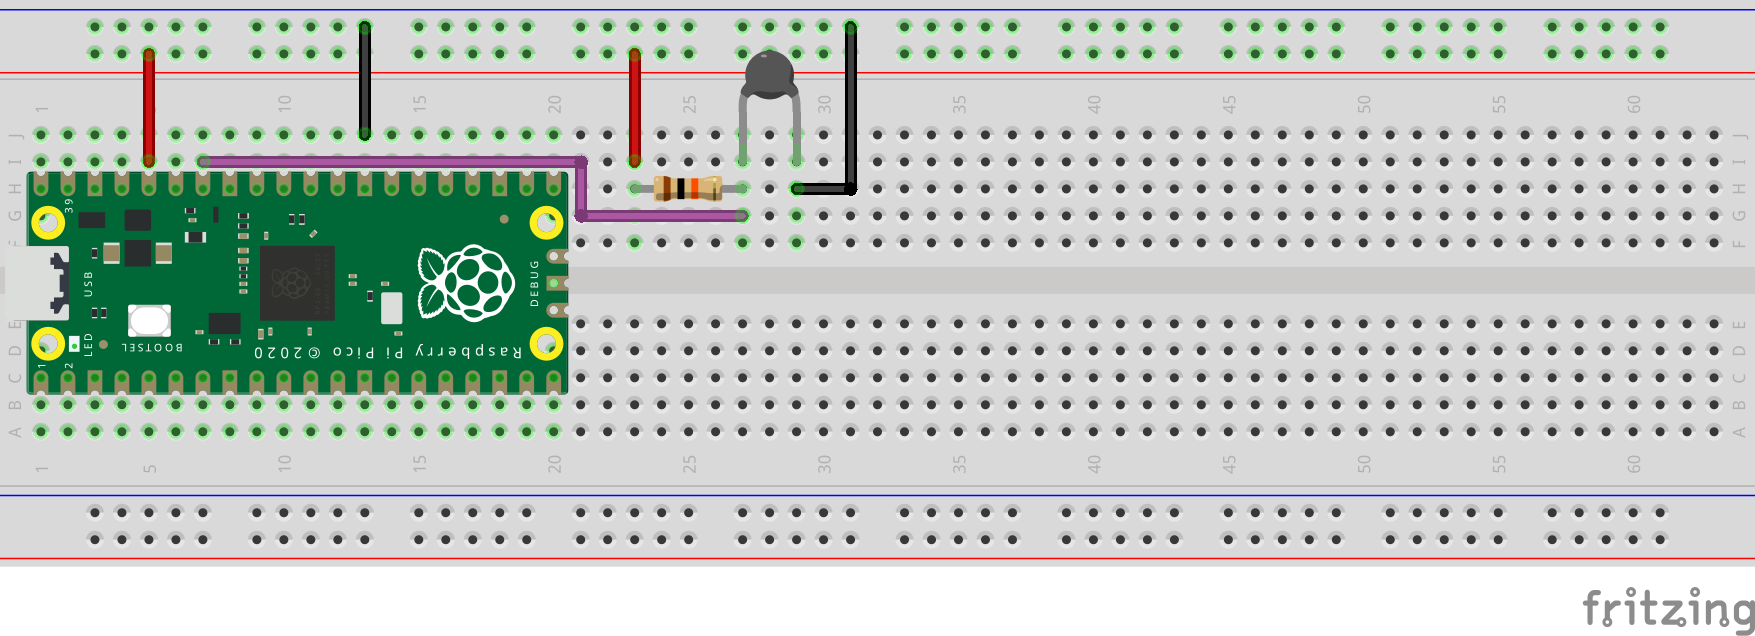 1 5 10 15 20 25 30 35 40 45 50 55 60
J J
I I
H H
G G
F F
39
USB
DEBUG
BOOTSEL
LED
1 2
Raspberry Pi Pico © 2020
E E
D D
C C
B B
A A
1 5 10 15 20 25 30 35 40 45 50 55 60
fritzing